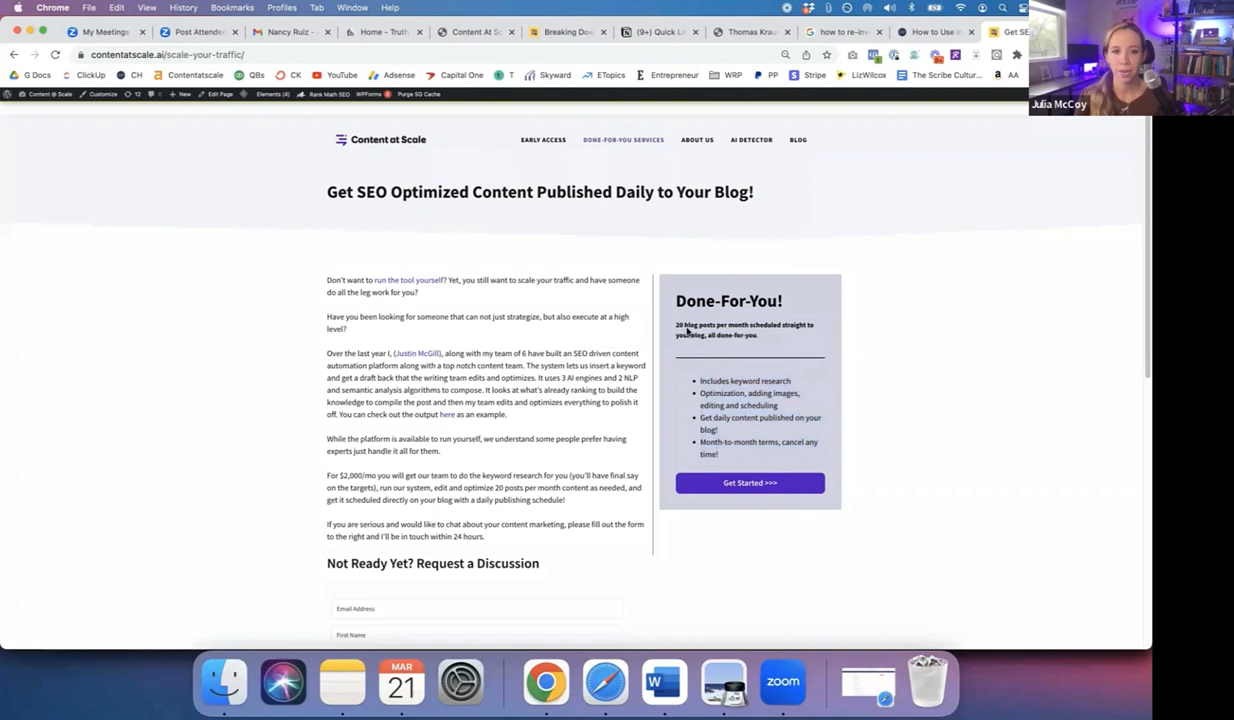 Chrome File Edit View History Bookmarks Profiles Tab Window Help
My Meetings Post Attende Nancy Ruiz - Home – Truth Content At Sc Breaking Dow (9+) Quick Li Thomas Krau how to re-inv How to Use Get SE
contentatscale.ai/scale-your-traffic/
G Docs ClickUp CH Contentatscale QBs CK YouTube Adsense Capital One T Skyward ETopics Entrepreneur WRP PP Stripe LizWilcox The Scribe Cultur... AA
Julia McCoy
Content @ Scale Customize 12 New Edit Page Elements (4) Rank Math SEO WPForms Purge SG Cache
Content at Scale
EARLY ACCESS DONE-FOR-YOU SERVICES ABOUT US AI DETECTOR BLOG
Get SEO Optimized Content Published Daily to Your Blog!
Don't want to run the tool yourself? Yet, you still want to scale your traffic and have someone
do all the leg work for you?
Have you been looking for someone that can not just strategize, but also execute at a high
level?
Over the last year I, (Justin McGill), along with my team of 6 have built an SEO driven content
automation platform along with a top notch content team. The system lets us insert a keyword
and get a draft back that the writing team edits and optimizes. It uses 3 AI engines and 2 NLP
and semantic analysis algorithms to compose. It looks at what's already ranking to build the
knowledge to compile the post and then my team edits and optimizes everything to polish it
off. You can check out the output here as an example.
While the platform is available to run yourself, we understand some people prefer having
experts just handle it all for them.
For $2,000/mo you will get our team to do the keyword research for you (you'll have final say
on the targets), run our system, edit and optimize 20 posts per month content as needed, and
get it scheduled directly on your blog with a daily publishing schedule!
If you are serious and would like to chat about your content marketing, please fill out the form
to the right and I'll be in touch within 24 hours.
Not Ready Yet? Request a Discussion
Email Address
First Name
Done-For-You!
20 blog posts per month scheduled straight to
your blog, all done-for-you.
Includes keyword research
Optimization, adding images,
editing and scheduling
Get daily content published on your
blog!
Month-to-month terms, cancel any
time!
Get Started >>>
MAR
21
W
zoom